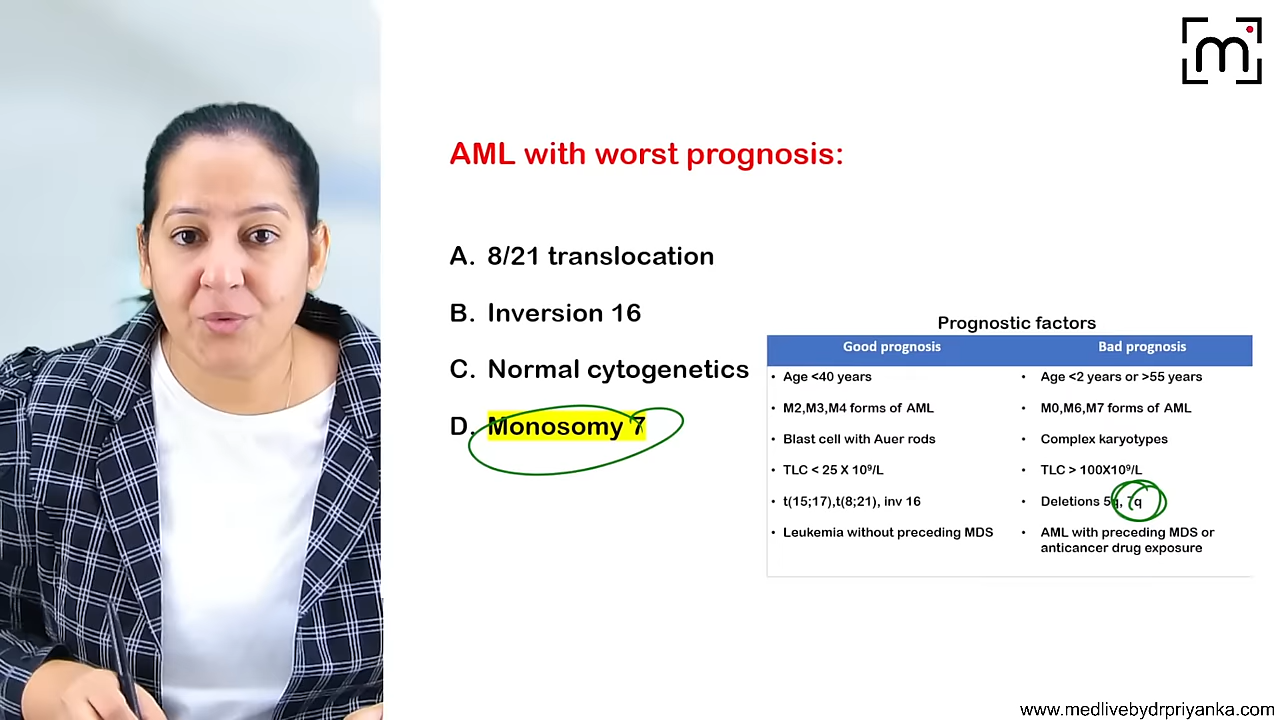 m
AML with worst prognosis:
A. 8/21 translocation
B. Inversion 16
C. Normal cytogenetics
D. Monosomy 7
Prognostic factors
Good prognosis
Bad prognosis
• Age <40 years
• Age <2 years or >55 years
• M2,M3,M4 forms of AML
• M0,M6,M7 forms of AML
• Blast cell with Auer rods
• Complex karyotypes
• TLC < 25 X 10⁹/L
• TLC > 100X10⁹/L
• t(15;17),t(8;21), inv 16
• Deletions 5q, 7q
• Leukemia without preceding MDS
• AML with preceding MDS or
anticancer drug exposure
www.medlivebydrpriyanka.com